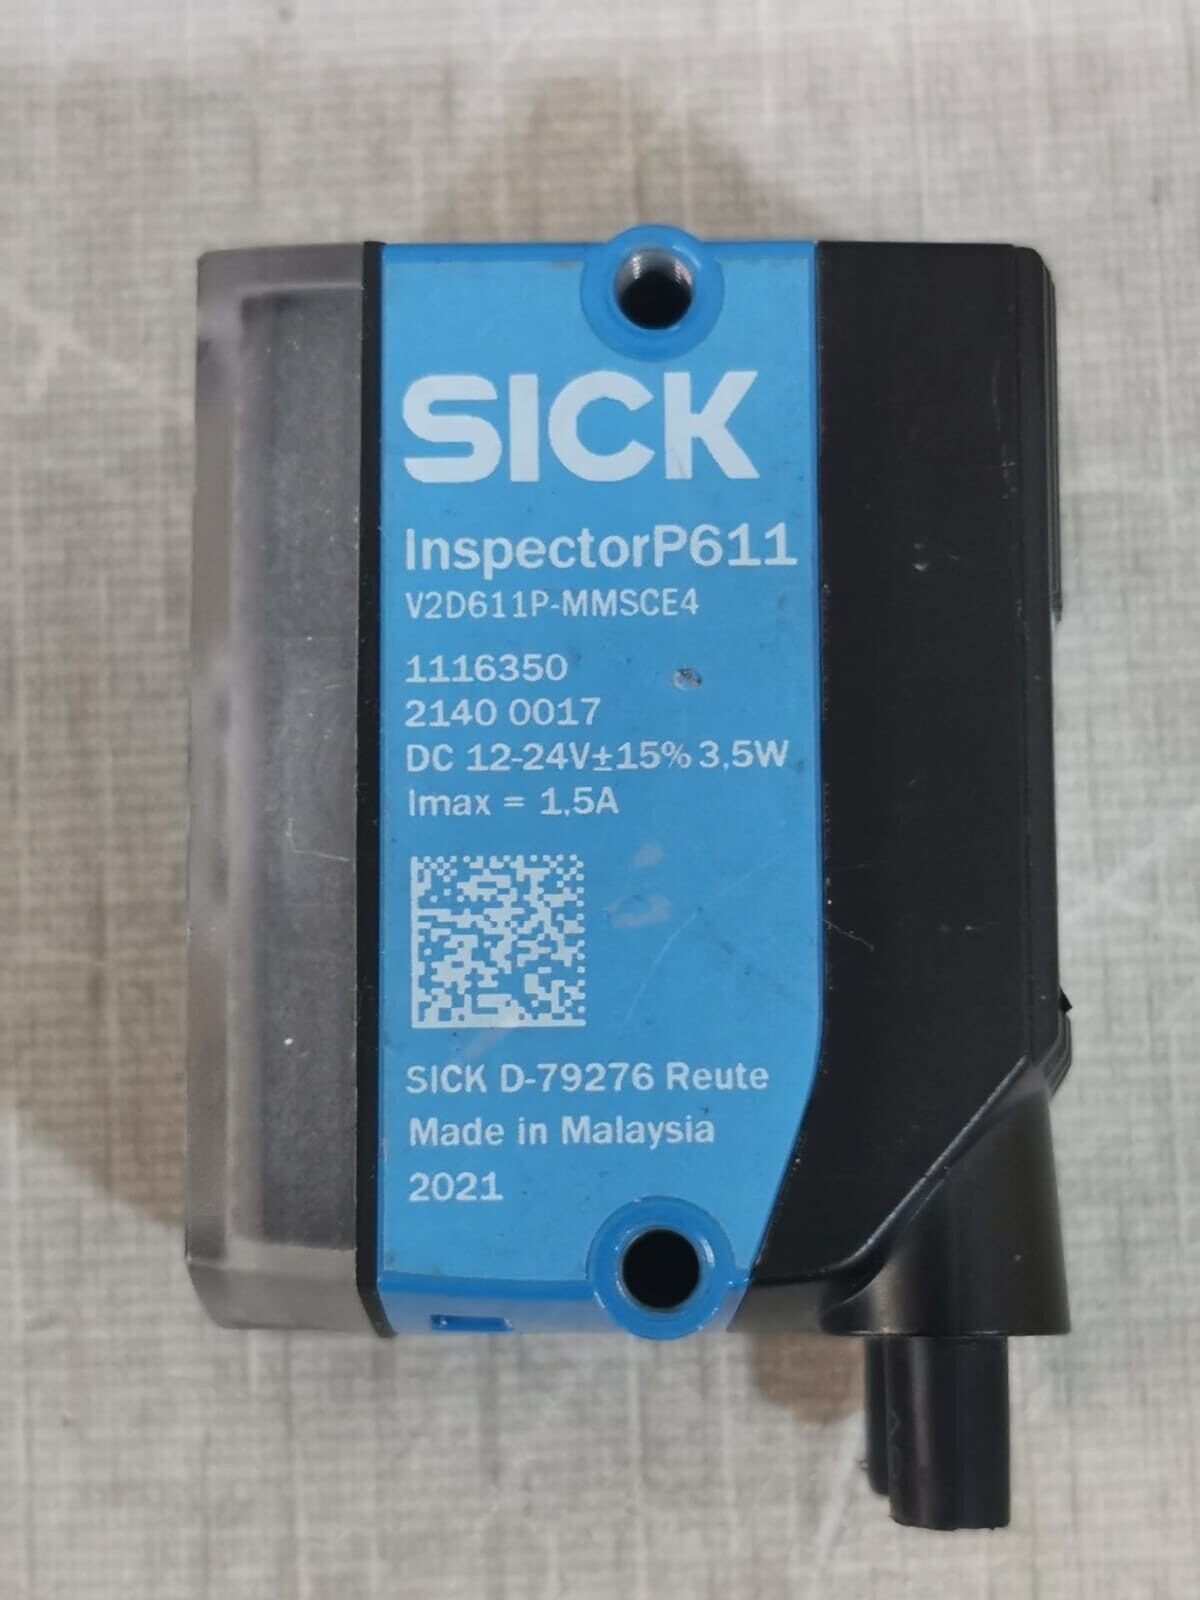 SICK
InspectorP611
V2D611P-MMSCE4
1116350
2140 0017
DC 12-24V±15% 3,5W
Imax = 1,5A
SICK D-79276 Reute
Made in Malaysia
2021